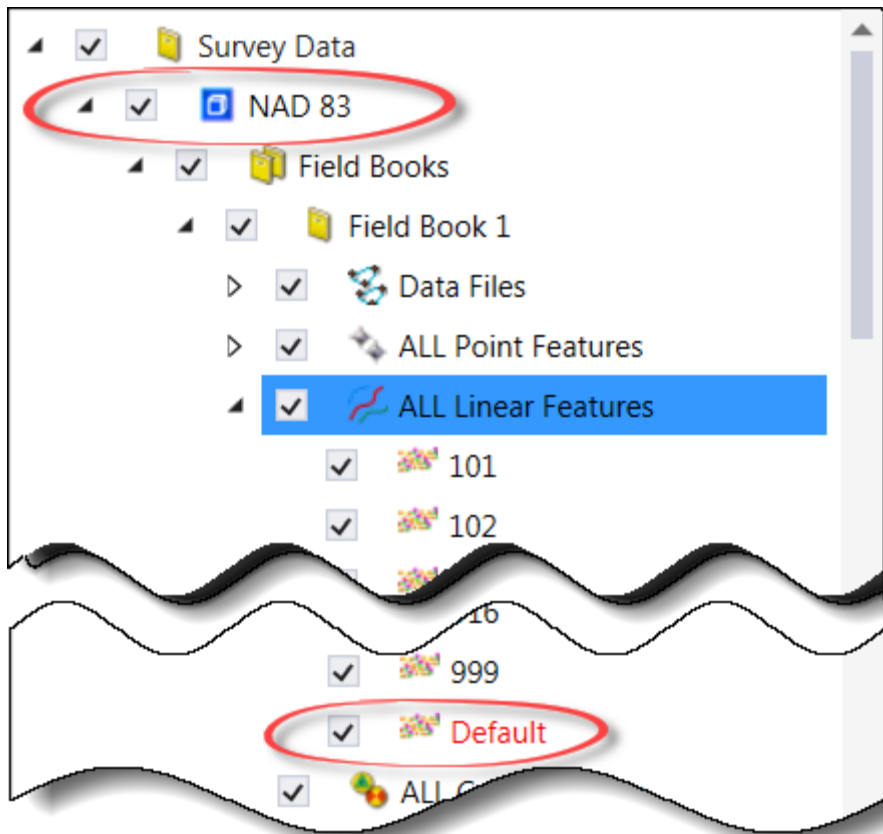 Survey Data
NAD 83
Field Books
Field Book 1
Data Files
ALL Point Features
ALL Linear Features
101
102
999
Default
ALL